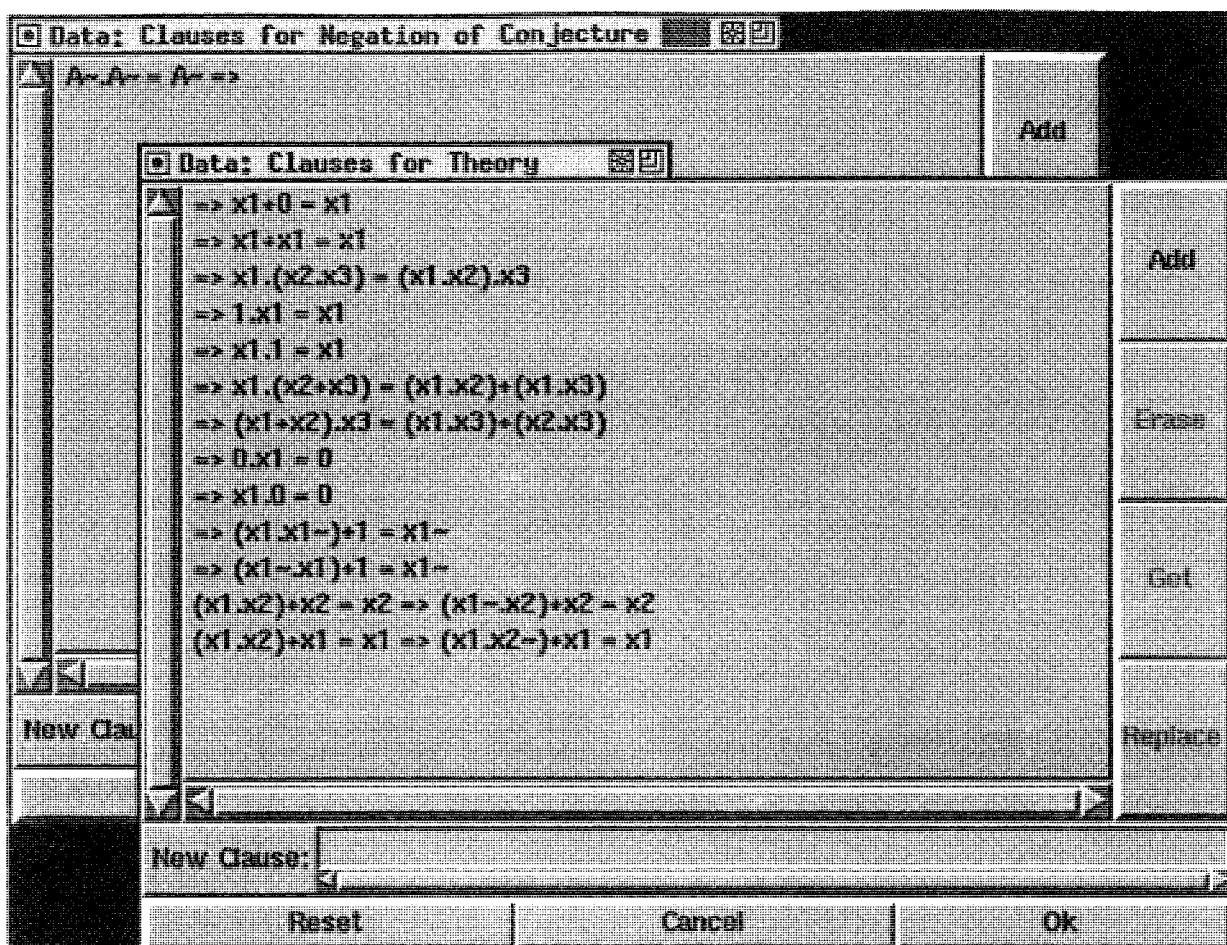 Data: Clauses for Negation of Conjecture
A~.A~ = A~ =>
Add
Data: Clauses for Theory
=> x1+0 = x1
=> x1+x1 = x1
=> x1.(x2.x3) = (x1.x2).x3
=> 1.x1 = x1
=> x1.1 = x1
=> x1.(x2+x3) = (x1.x2)+(x1.x3)
=> (x1+x2).x3 = (x1.x3)+(x2.x3)
=> 0.x1 = 0
=> x1.0 = 0
=> (x1.x1~)+1 = x1~
=> (x1~.x1)+1 = x1~
(x1.x2)+x2 = x2 => (x1~.x2)+x2 = x2
(x1.x2)+x1 = x1 => (x1.x2~)+x1 = x1
Add
Erase
Get
Replace
New Clau
New Clause:
Reset Cancel Ok